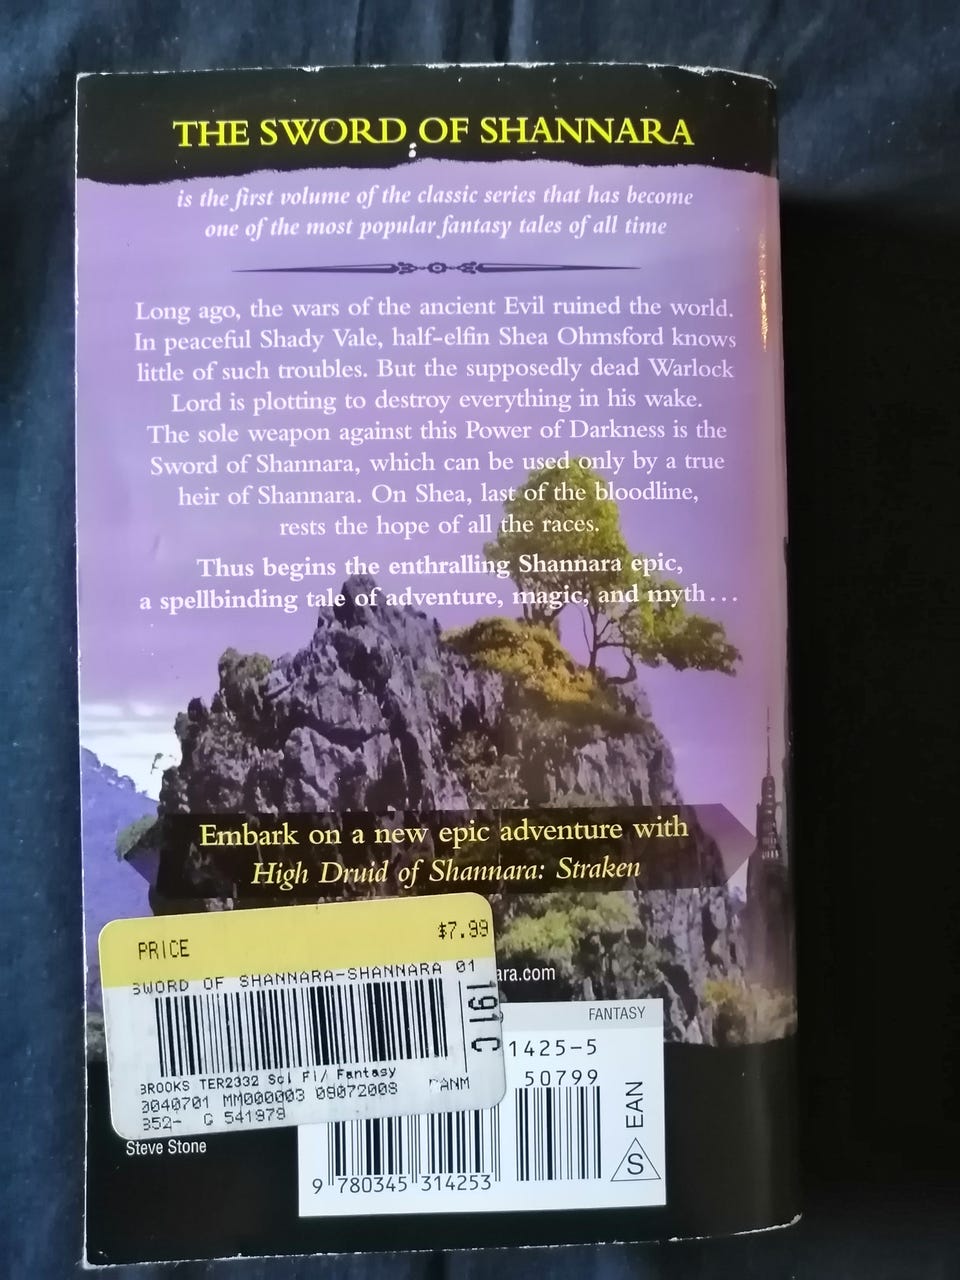 THE SWORD OF SHANNARA
is the first volume of the classic series that has become
one of the most popular fantasy tales of all time
Long ago, the wars of the ancient Evil ruined the world.
In peaceful Shady Vale, half-elfin Shea Ohmsford knows
little of such troubles. But the supposedly dead Warlock
Lord is plotting to destroy everything in his wake.
The sole weapon against this Power of Darkness is the
Sword of Shannara, which can be used only by a true
heir of Shannara. On Shea, last of the bloodline,
rests the hope of all the races.
Thus begins the enthralling Shannara epic,
a spellbinding tale of adventure, magic, and myth...
Embark on a new epic adventure with
High Druid of Shannara: Straken
PRICE $7.99
SWORD OF SHANNARA-SHANNARA 01
191C
BROOKS TER2332 Sci Fi/ Fantasy
0040701 MM000003 08072008
352- C 541979
ara.com
FANTASY
1425-5
50799
EAN
S
9 780345 314253
Steve Stone